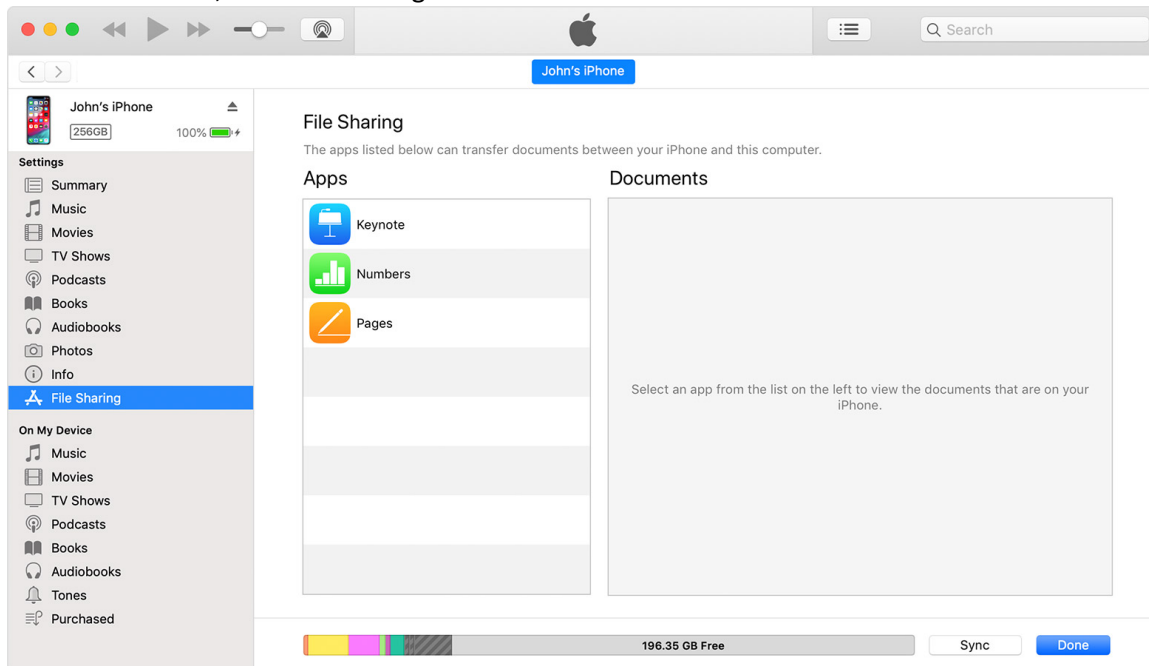 Search
John's iPhone
John's iPhone
256GB
100%
Settings
Summary
Music
Movies
TV Shows
Podcasts
Books
Audiobooks
Photos
Info
File Sharing
On My Device
Music
Movies
TV Shows
Podcasts
Books
Audiobooks
Tones
Purchased
File Sharing
The apps listed below can transfer documents between your iPhone and this computer.
Apps
Keynote
Numbers
Pages
Documents
Select an app from the list on the left to view the documents that are on your
iPhone.
196.35 GB Free
Sync
Done